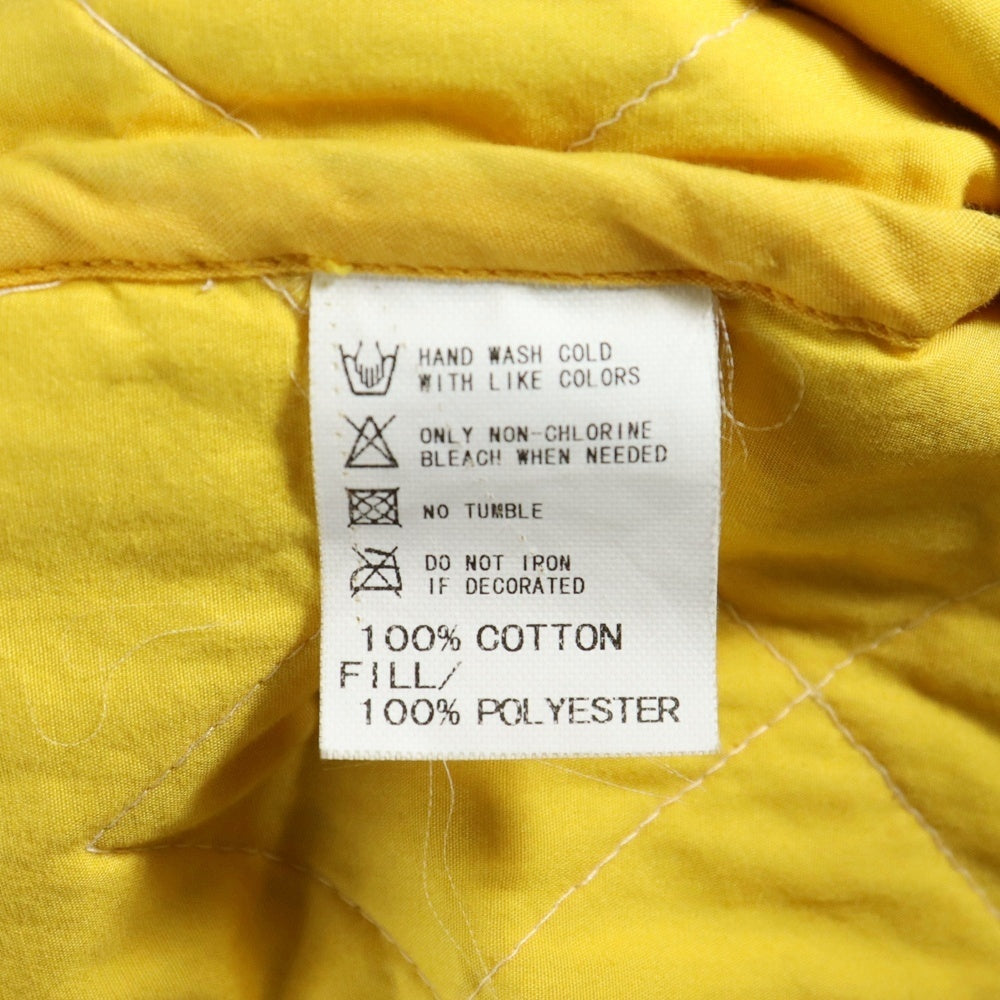 HAND WASH COLD
WITH LIKE COLORS
ONLY NON-CHLORINE
BLEACH WHEN NEEDED
NO TUMBLE
DO NOT IRON
IF DECORATED
100% COTTON
FILL/
100% POLYESTER